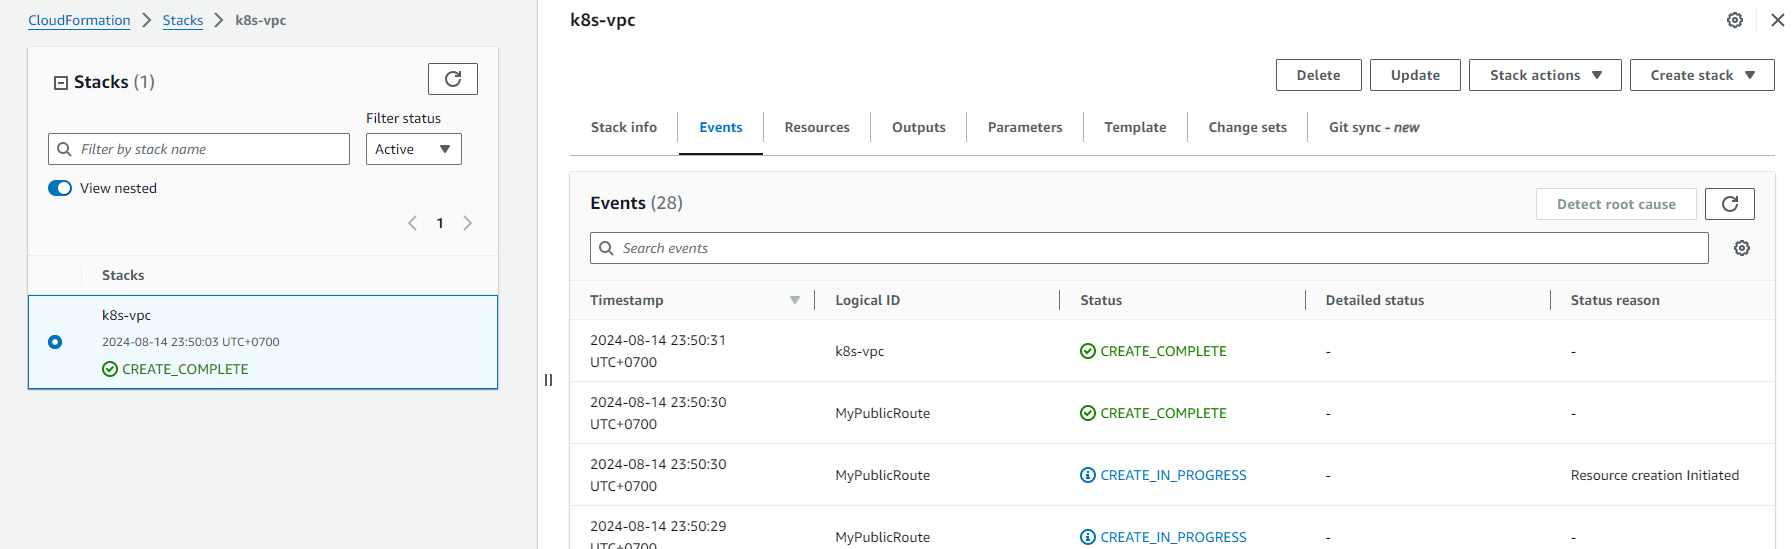 CloudFormation > Stacks > k8s-vpc
Stacks (1)
Filter status
Filter by stack name
Active
View nested
1
Stacks
k8s-vpc
2024-08-14 23:50:03 UTC+0700
CREATE_COMPLETE
k8s-vpc
Delete Update Stack actions Create stack
Stack info Events Resources Outputs Parameters Template Change sets Git sync - new
Events (28)
Detect root cause
Search events
Timestamp Logical ID Status Detailed status Status reason
2024-08-14 23:50:31
UTC+0700
k8s-vpc CREATE_COMPLETE - -
2024-08-14 23:50:30
UTC+0700
MyPublicRoute CREATE_COMPLETE - -
2024-08-14 23:50:30
UTC+0700
MyPublicRoute CREATE_IN_PROGRESS - Resource creation Initiated
2024-08-14 23:50:29
UTC+0700
MyPublicRoute CREATE_IN_PROGRESS - -